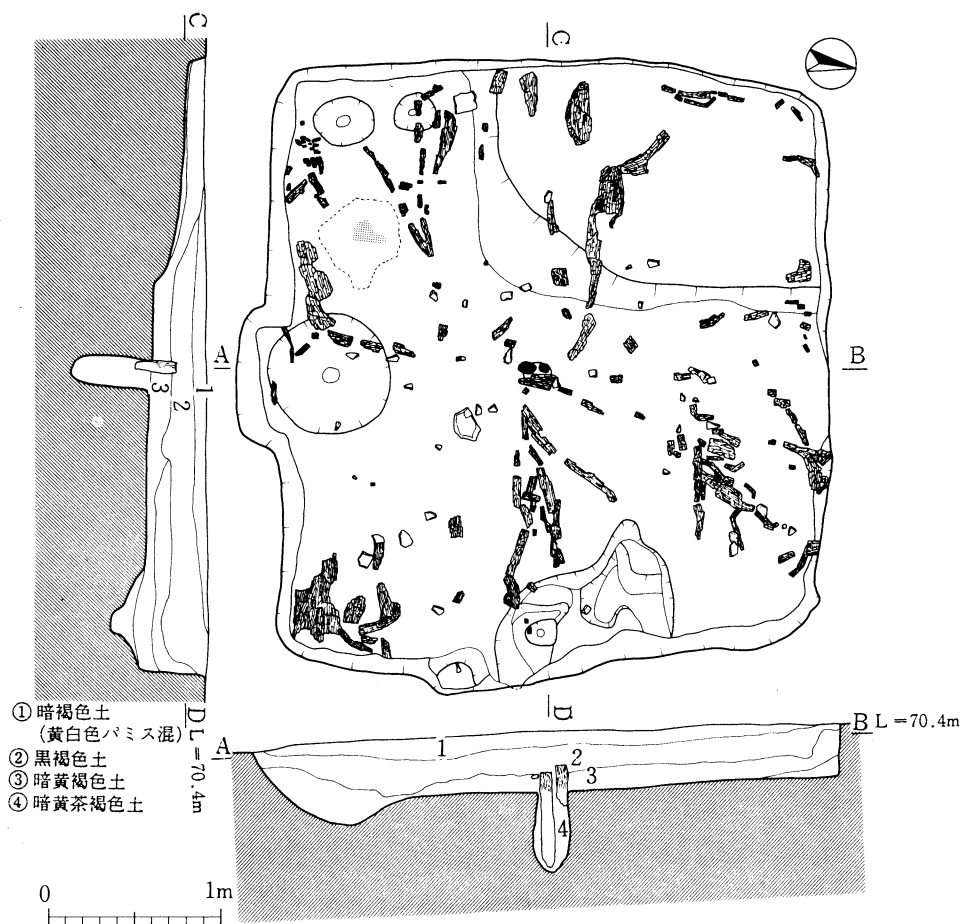 C
C
A
B
1
2
3
D
① 暗褐色土
(黄白色パミス混)
② 黒褐色土
③ 暗黄褐色土
④ 暗黄茶褐色土
D L=70.4m
A
B L=70.4m
1
2
3
4
0 1m